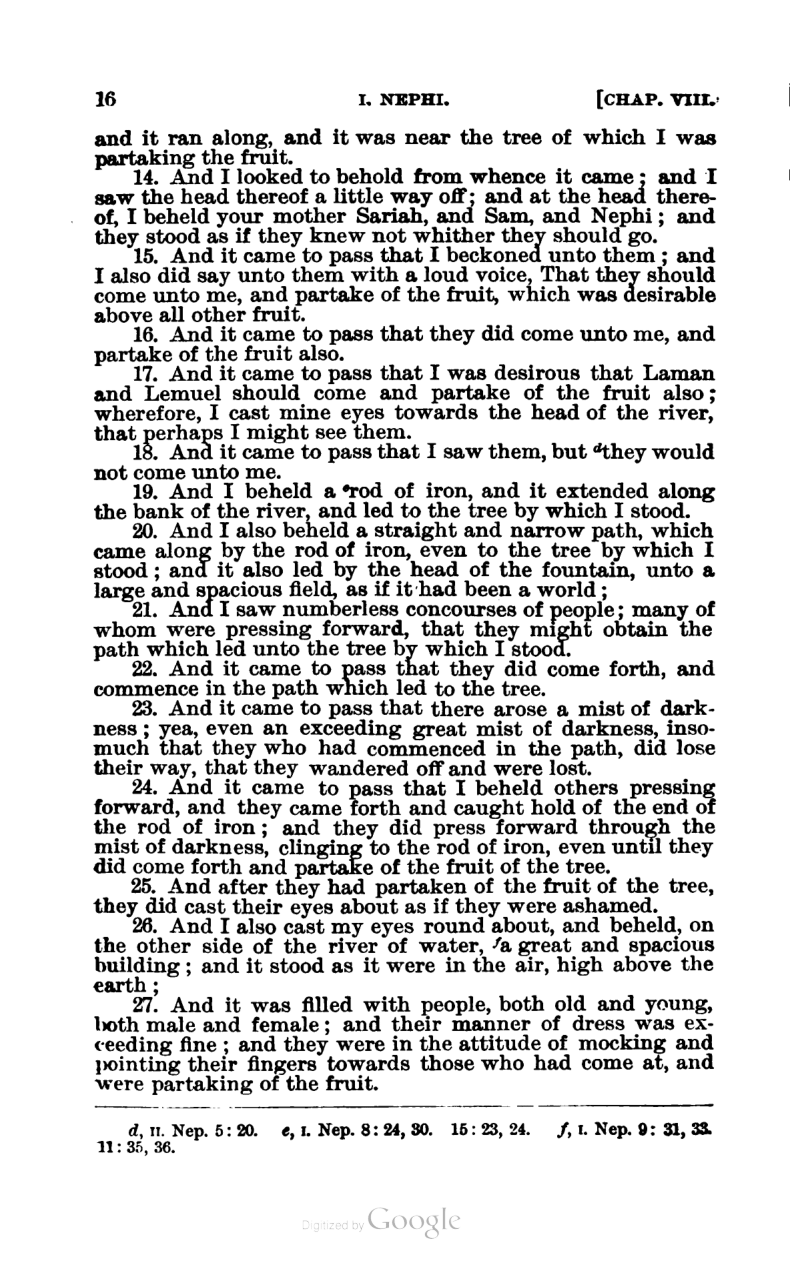 16 I. NEPHI. [CHAP. VIII.
and it ran along, and it was near the tree of which I was
partaking the fruit.
14. And I looked to behold from whence it came; and I
saw the head thereof a little way off; and at the head there-
of, I beheld your mother Sariah, and Sam, and Nephi; and
they stood as if they knew not whither they should go.
15. And it came to pass that I beckoned unto them; and
I also did say unto them with a loud voice, That they should
come unto me, and partake of the fruit, which was desirable
above all other fruit.
16. And it came to pass that they did come unto me, and
partake of the fruit also.
17. And it came to pass that I was desirous that Laman
and Lemuel should come and partake of the fruit also;
wherefore, I cast mine eyes towards the head of the river,
that perhaps I might see them.
18. And it came to pass that I saw them, but dthey would
not come unto me.
19. And I beheld a erod of iron, and it extended along
the bank of the river, and led to the tree by which I stood.
20. And I also beheld a straight and narrow path, which
came along by the rod of iron, even to the tree by which I
stood; and it also led by the head of the fountain, unto a
large and spacious field, as if it had been a world;
21. And I saw numberless concourses of people; many of
whom were pressing forward, that they might obtain the
path which led unto the tree by which I stood.
22. And it came to pass that they did come forth, and
commence in the path which led to the tree.
23. And it came to pass that there arose a mist of dark-
ness; yea, even an exceeding great mist of darkness, inso-
much that they who had commenced in the path, did lose
their way, that they wandered off and were lost.
24. And it came to pass that I beheld others pressing
forward, and they came forth and caught hold of the end of
the rod of iron; and they did press forward through the
mist of darkness, clinging to the rod of iron, even until they
did come forth and partake of the fruit of the tree.
25. And after they had partaken of the fruit of the tree,
they did cast their eyes about as if they were ashamed.
26. And I also cast my eyes round about, and beheld, on
the other side of the river of water, fa great and spacious
building; and it stood as it were in the air, high above the
earth;
27. And it was filled with people, both old and young,
both male and female; and their manner of dress was ex-
ceeding fine; and they were in the attitude of mocking and
pointing their fingers towards those who had come at, and
were partaking of the fruit.
d, II. Nep. 5: 20. e, I. Nep. 8: 24, 30. 15: 23, 24. f, I. Nep. 9: 31, 33.
11: 35, 36.
Digitized by Google